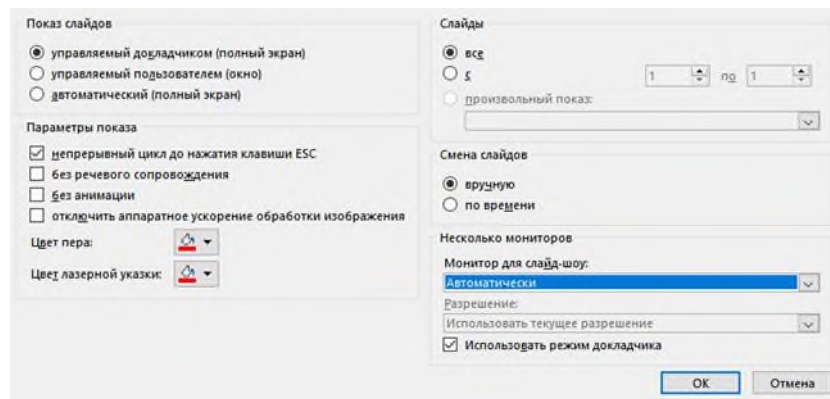 Показ слайдов
управляемый докладчиком (полный экран)
управляемый пользователем (окно)
автоматический (полный экран)
Параметры показа
непрерывный цикл до нажатия клавиши ESC
без речевого сопровождения
без анимации
отключить аппаратное ускорение обработки изображения
Цвет пера:
Цвет лазерной указки:
Слайды
все
с 1 по 1
произвольный показ:
Смена слайдов
вручную
по времени
Несколько мониторов
Монитор для слайд-шоу:
Автоматически
Разрешение:
Использовать текущее разрешение
Использовать режим докладчика
ОК Отмена